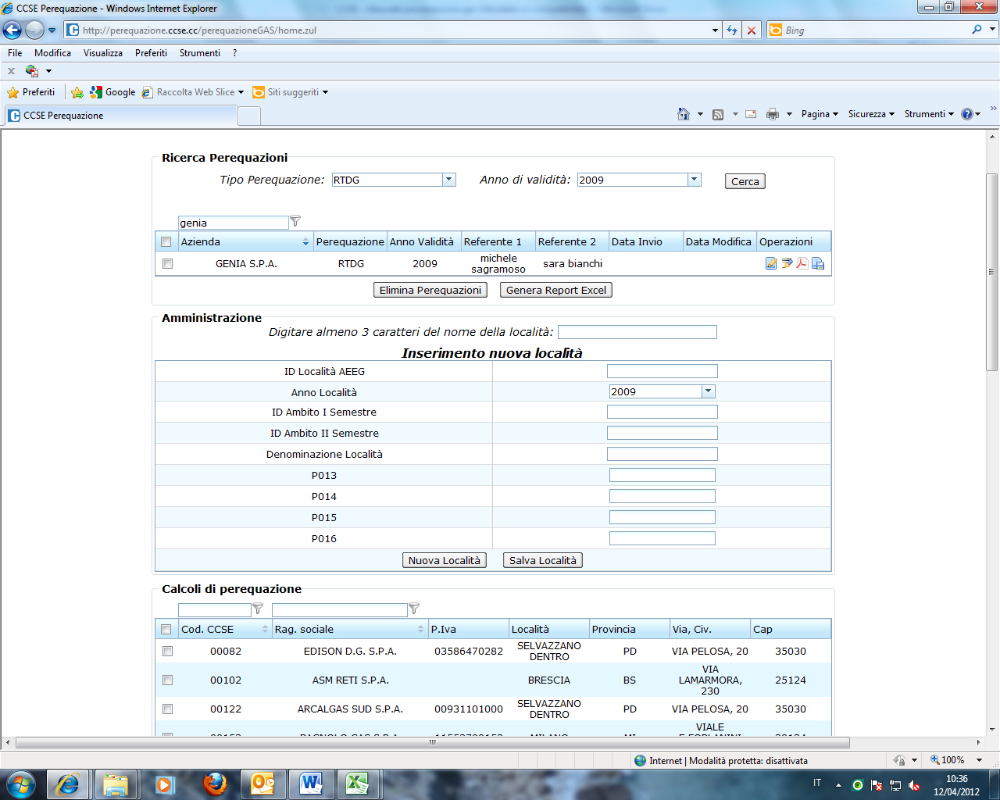 CCSE Perequazione - Windows Internet Explorer
http://perequazione.ccse.cc/perequazioneGAS/home.zul
Bing
File Modifica Visualizza Preferiti Strumenti ?
Preferiti Google Raccolta Web Slice Siti suggeriti
CCSE Perequazione
Pagina Sicurezza Strumenti
Ricerca Perequazioni
Tipo Perequazione: RTDG Anno di validità: 2009 Cerca
genia
Azienda Perequazione Anno Validità Referente 1 Referente 2 Data Invio Data Modifica Operazioni
GENIA S.P.A. RTDG 2009 michele sagramoso sara bianchi
Elimina Perequazioni Genera Report Excel
Amministrazione
Digitare almeno 3 caratteri del nome della località:
Inserimento nuova località
ID Località AEEG
Anno Località 2009
ID Ambito I Semestre
ID Ambito II Semestre
Denominazione Località
P013
P014
P015
P016
Nuova Località Salva Località
Calcoli di perequazione
Cod. CCSE Rag. sociale P.Iva Località Provincia Via, Civ. Cap
00082 EDISON D.G. S.P.A. 03586470282 SELVAZZANO DENTRO PD VIA PELOSA, 20 35030
00102 ASM RETI S.P.A. BRESCIA BS VIA LAMARMORA, 230 25124
00122 ARCALGAS SUD S.P.A. 00931101000 SELVAZZANO DENTRO PD VIA PELOSA, 20 35030
VIALE
Internet | Modalità protetta: disattivata
100%
IT
10:36
12/04/2012